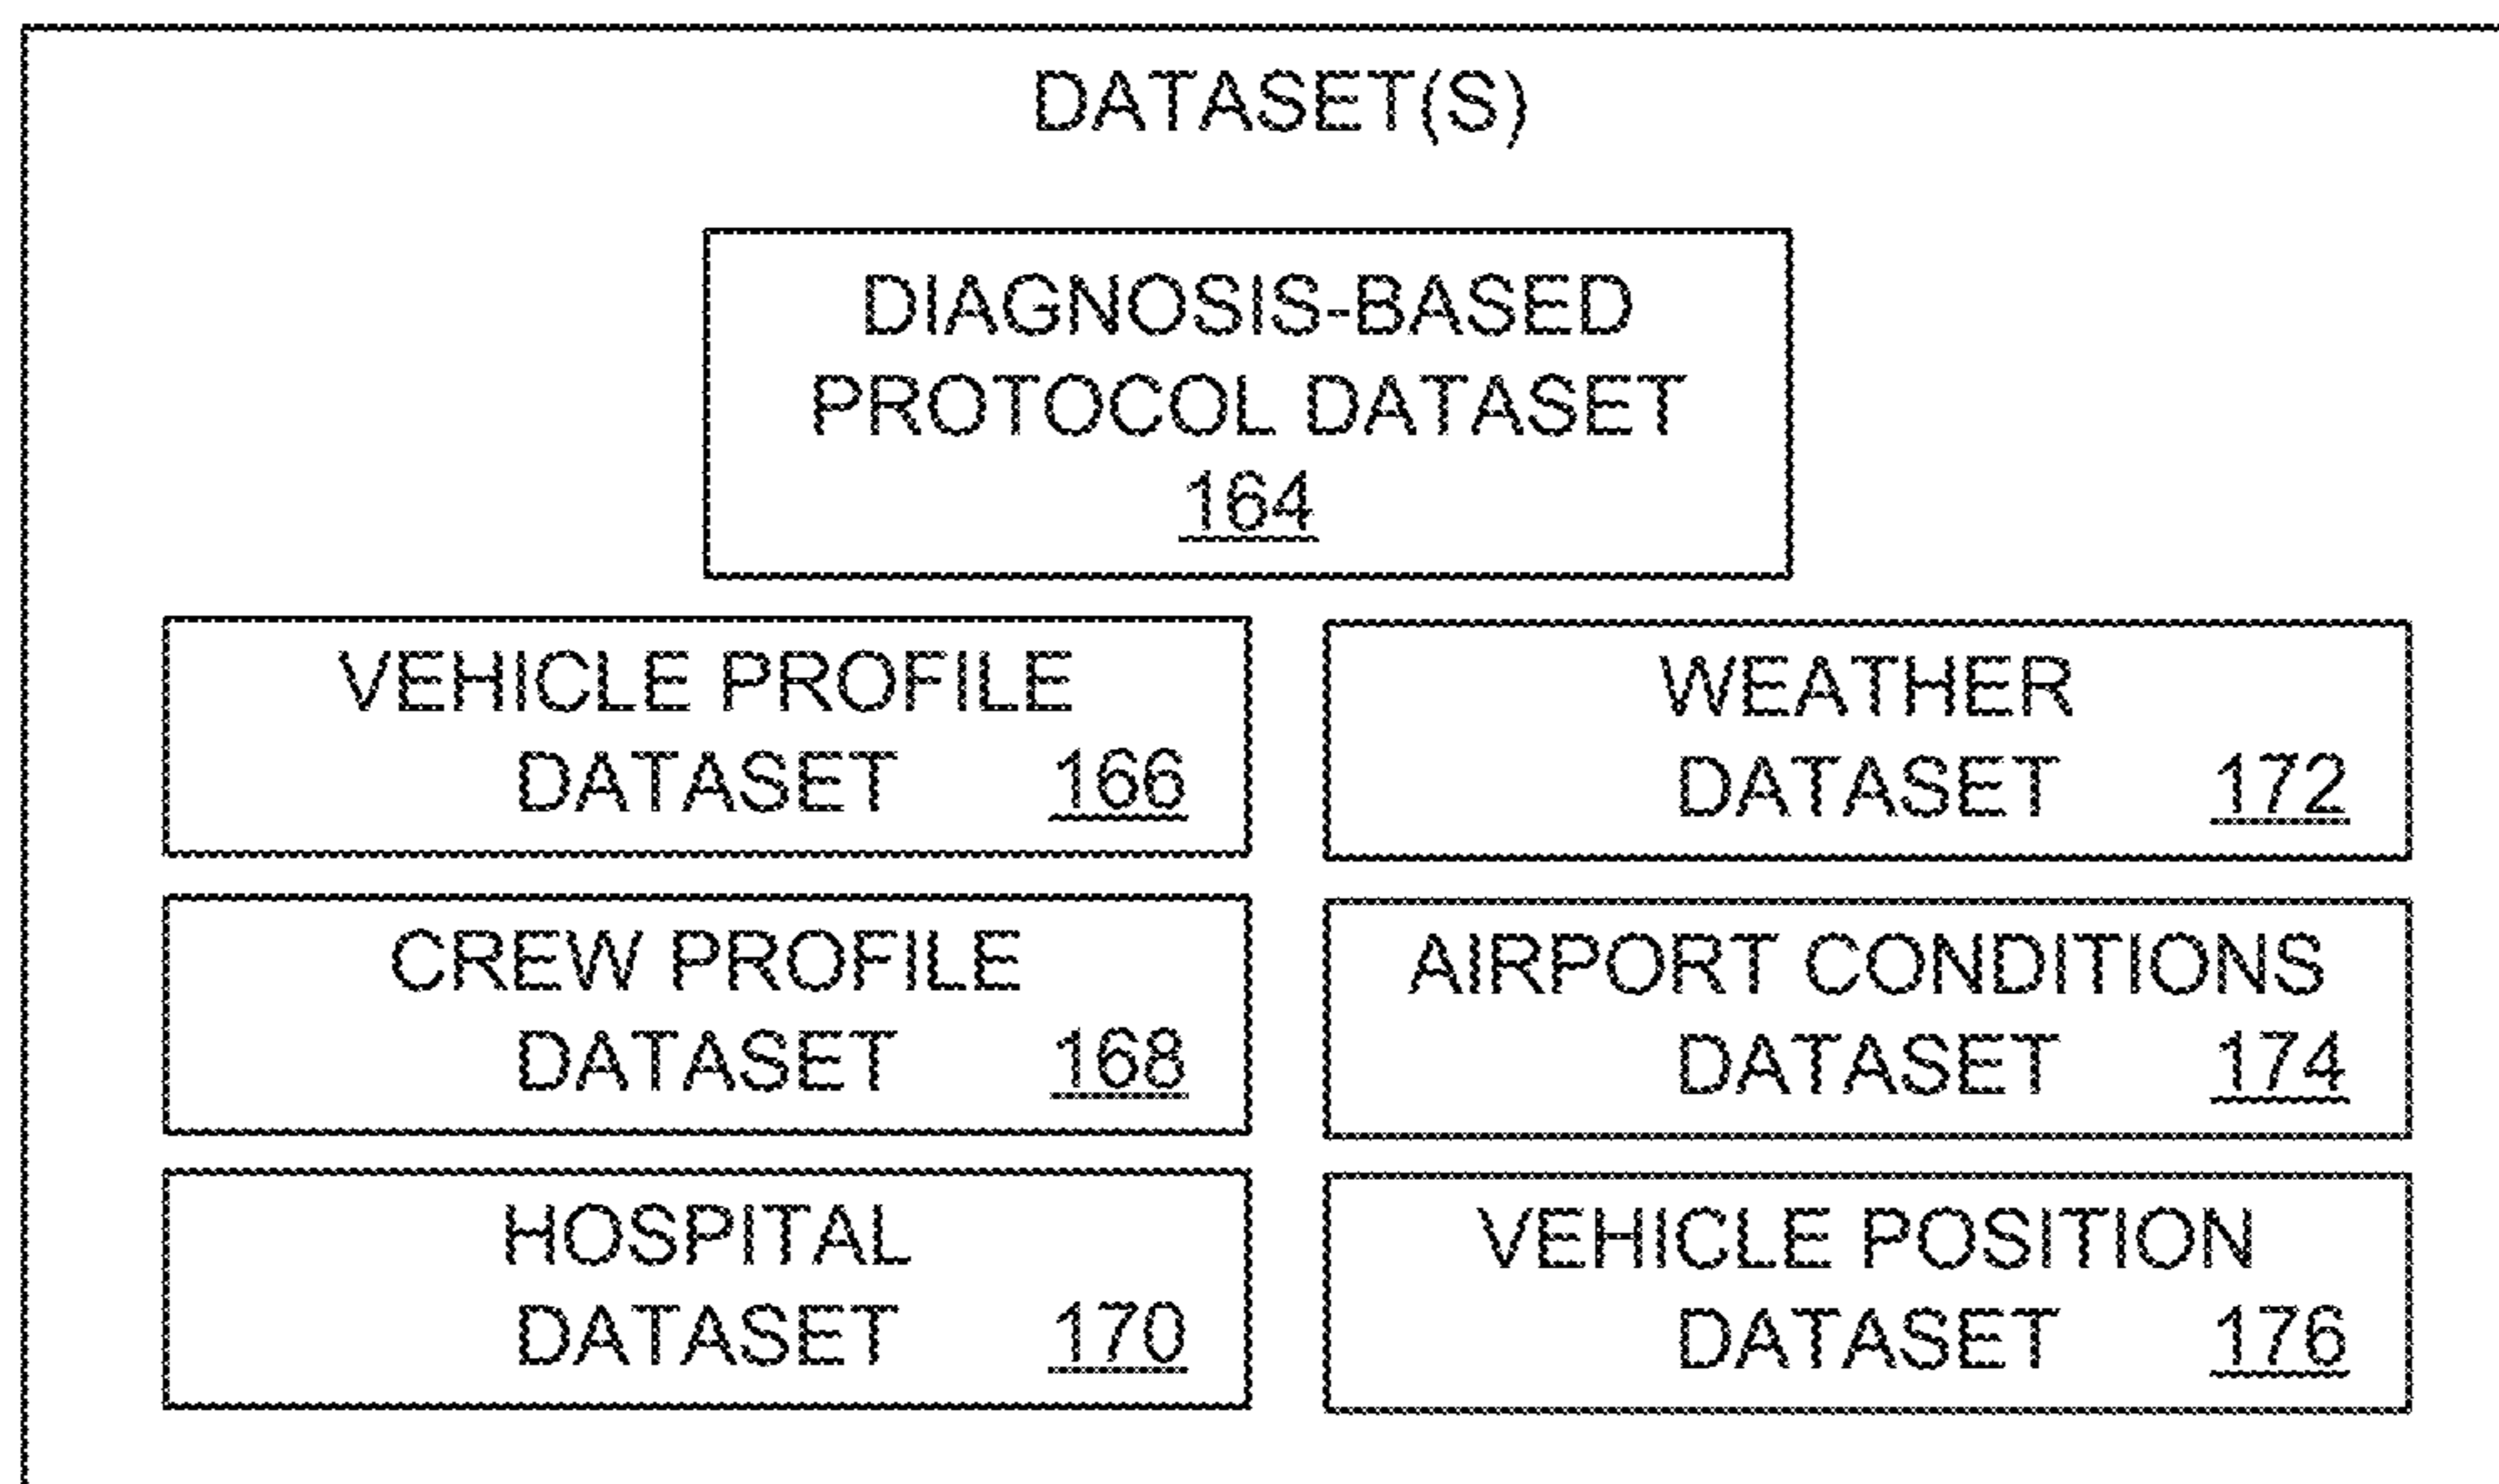 DATASET(S)
DIAGNOSIS-BASED
PROTOCOL DATASET
164
VEHICLE PROFILE
DATASET 166
CREW PROFILE
DATASET 168
HOSPITAL
DATASET 170
WEATHER
DATASET 172
AIRPORT CONDITIONS
DATASET 174
VEHICLE POSITION
DATASET 176